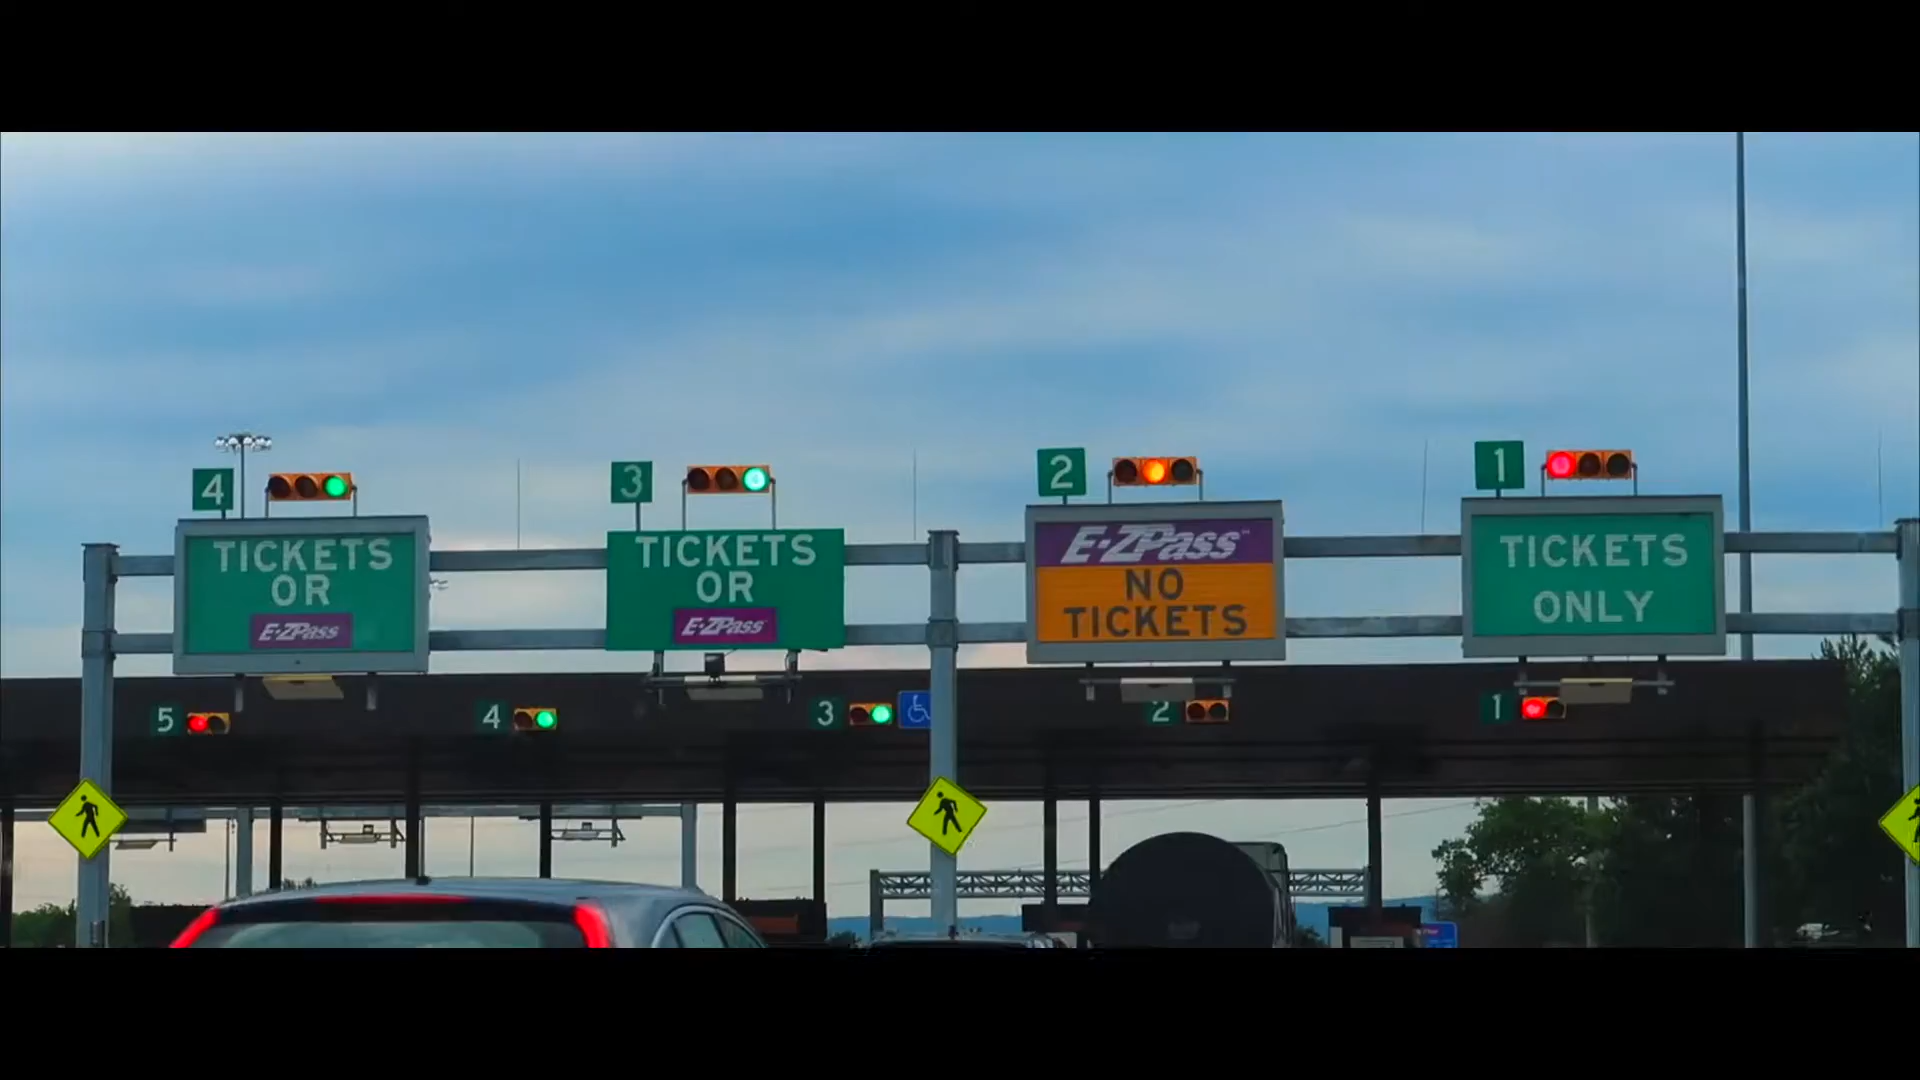 4
TICKETS
OR
E-ZPass
3
TICKETS
OR
E-ZPass
2
E-ZPass
NO
TICKETS
1
TICKETS
ONLY
5
4
3
2
1